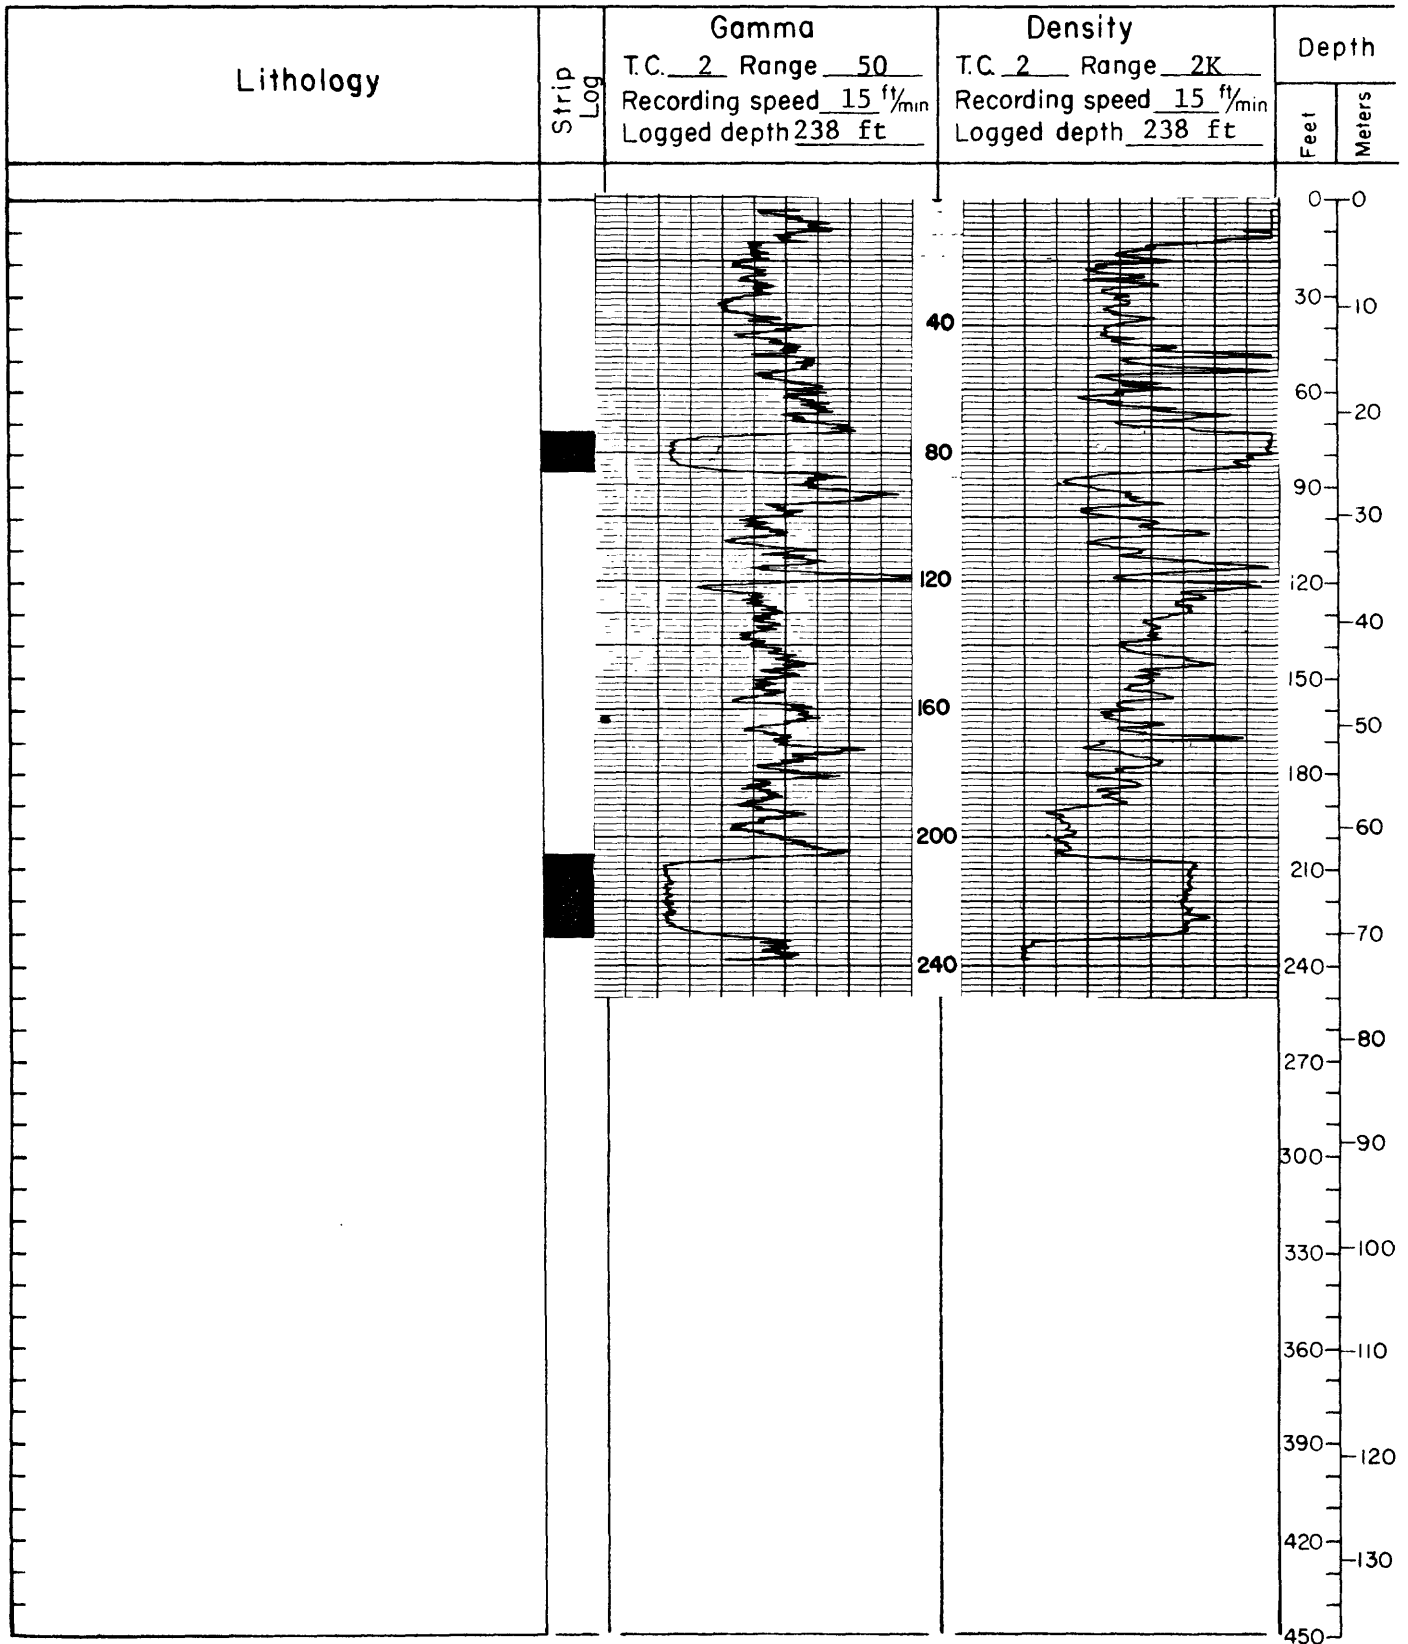 Lithology
Strip Log
Gamma
T.C. 2 Range 50
Recording speed 15 ft/min
Logged depth 238 ft
Density
T.C. 2 Range 2K
Recording speed 15 ft/min
Logged depth 238 ft
Depth
Feet
Meters
40
80
120
160
200
240
0
30
60
90
120
150
180
210
240
270
300
330
360
390
420
450
0
10
20
30
40
50
60
70
80
90
100
110
120
130